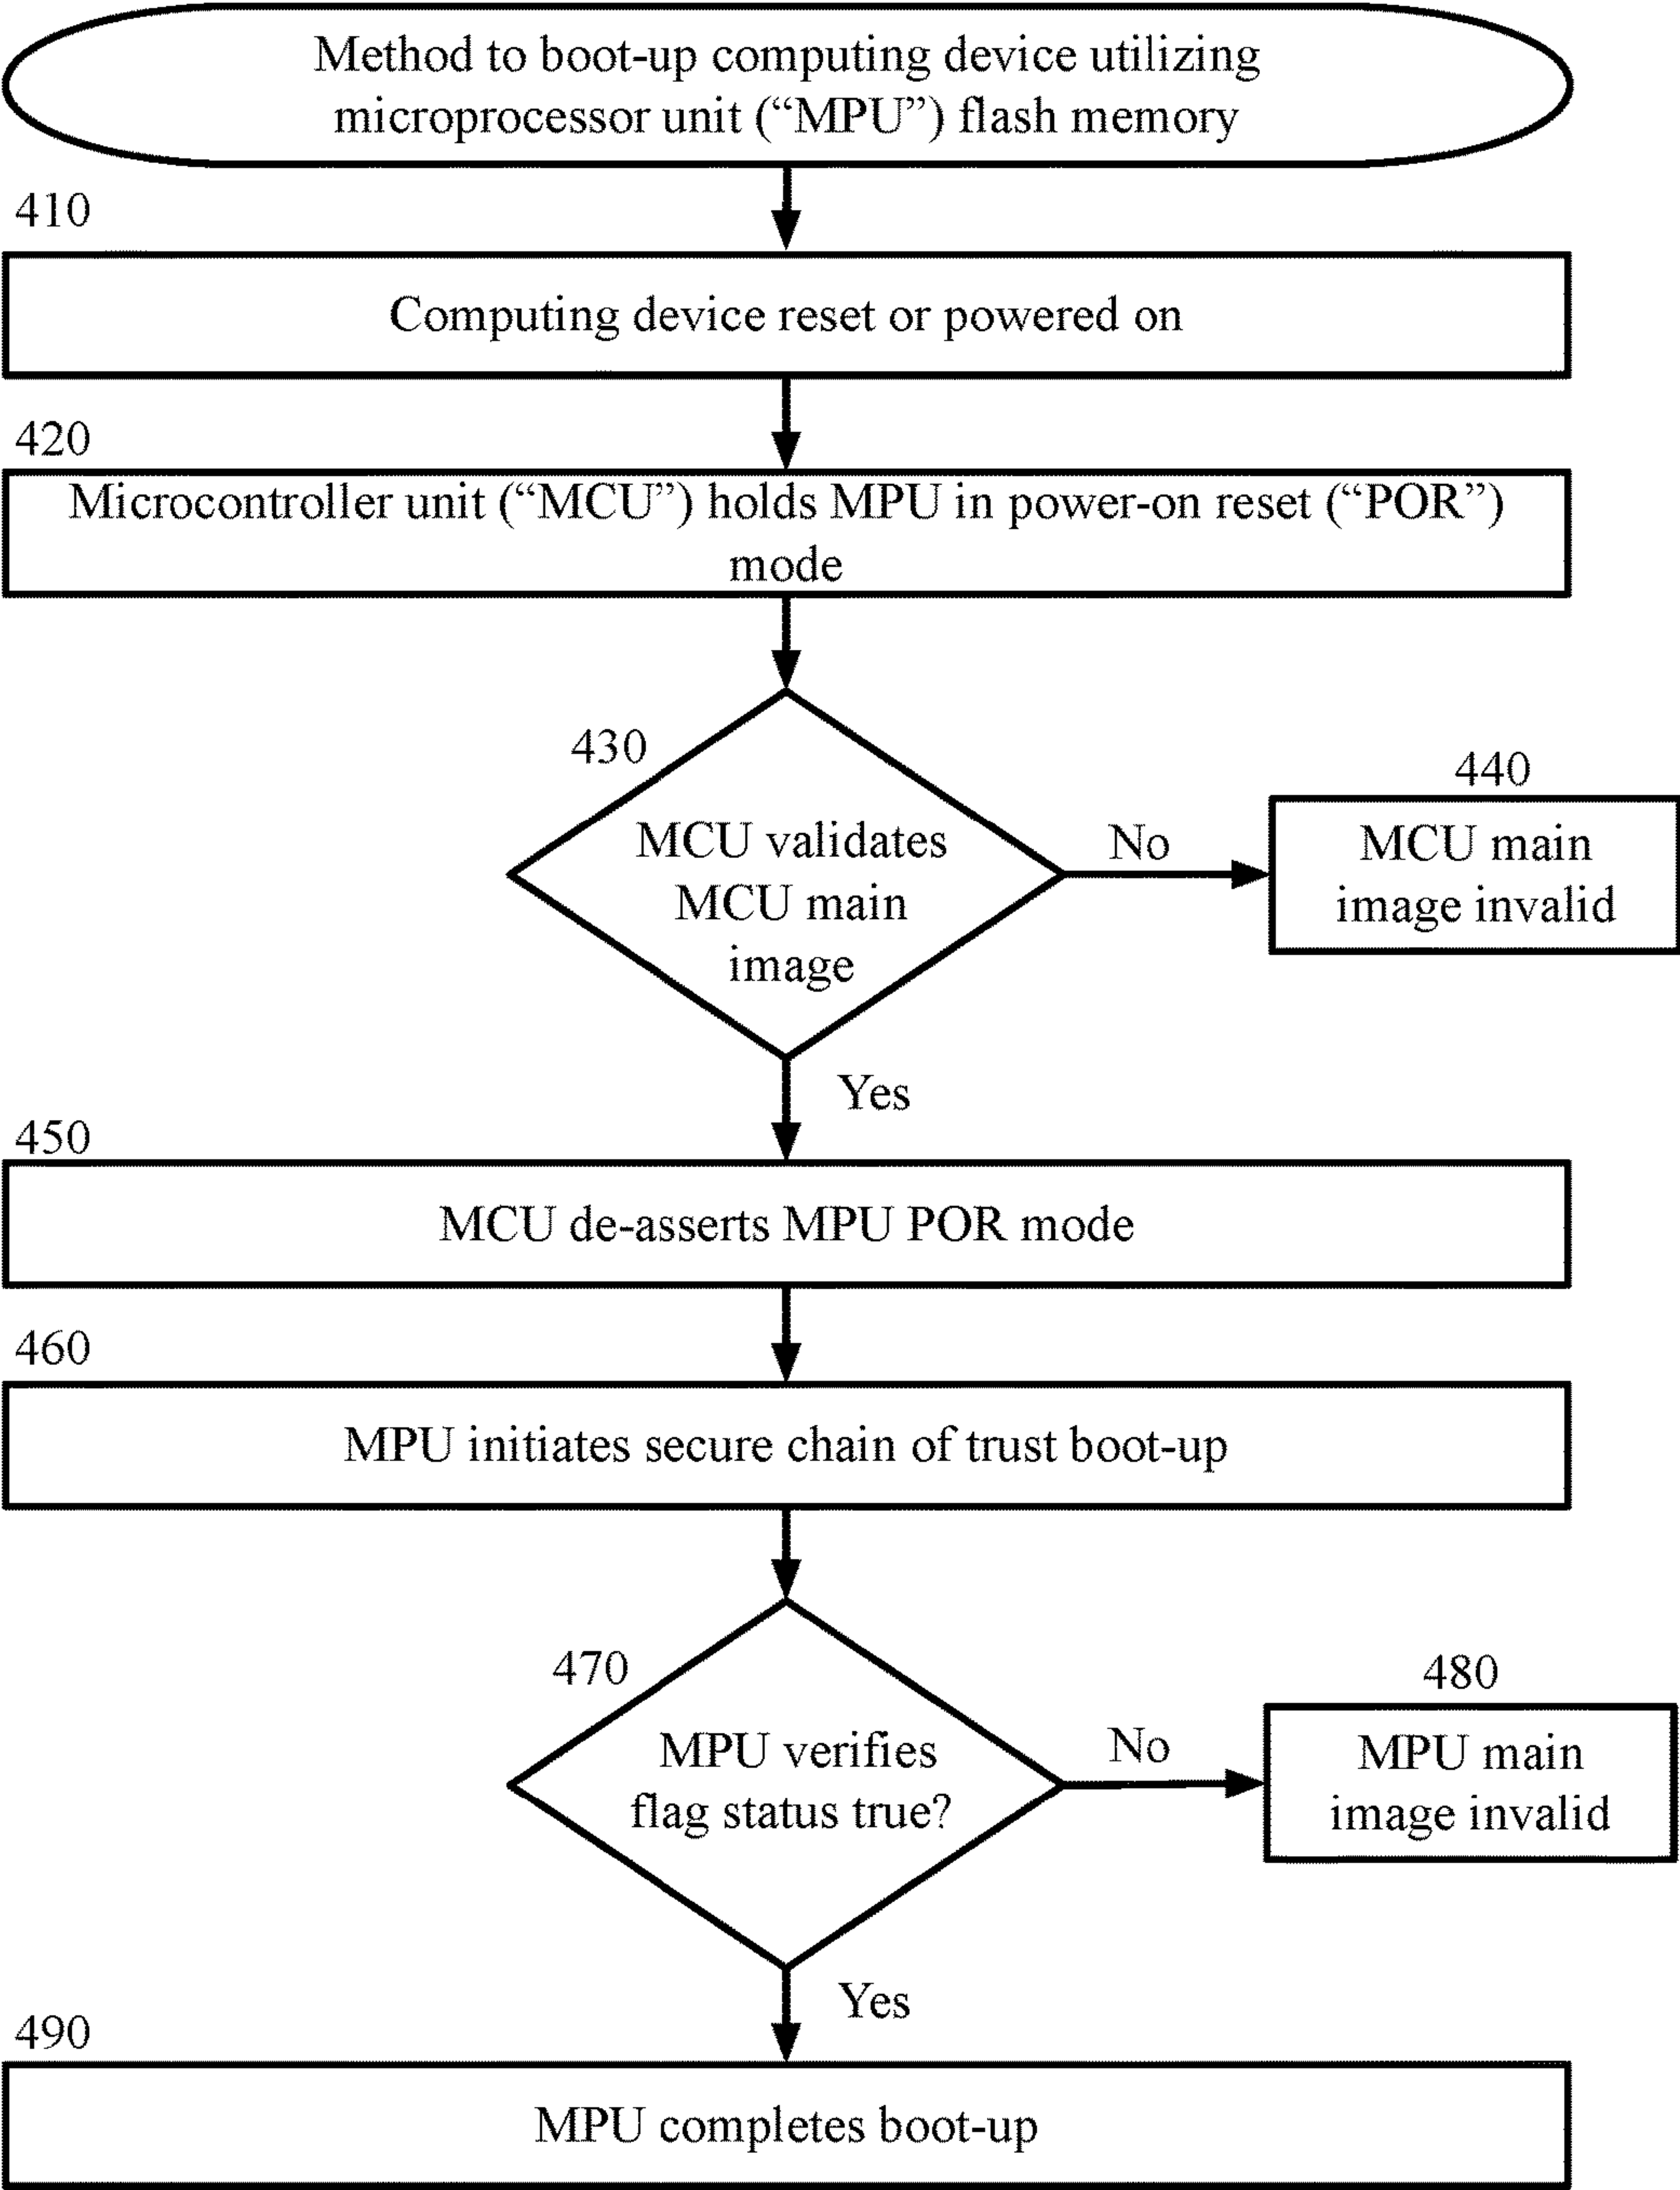 Method to boot-up computing device utilizing
microprocessor unit (“MPU”) flash memory
410
Computing device reset or powered on
420
Microcontroller unit (“MCU”) holds MPU in power-on reset (“POR”)
mode
430
MCU validates
MCU main
image
No
440
MCU main
image invalid
Yes
450
MCU de-asserts MPU POR mode
460
MPU initiates secure chain of trust boot-up
470
MPU verifies
flag status true?
No
480
MPU main
image invalid
Yes
490
MPU completes boot-up